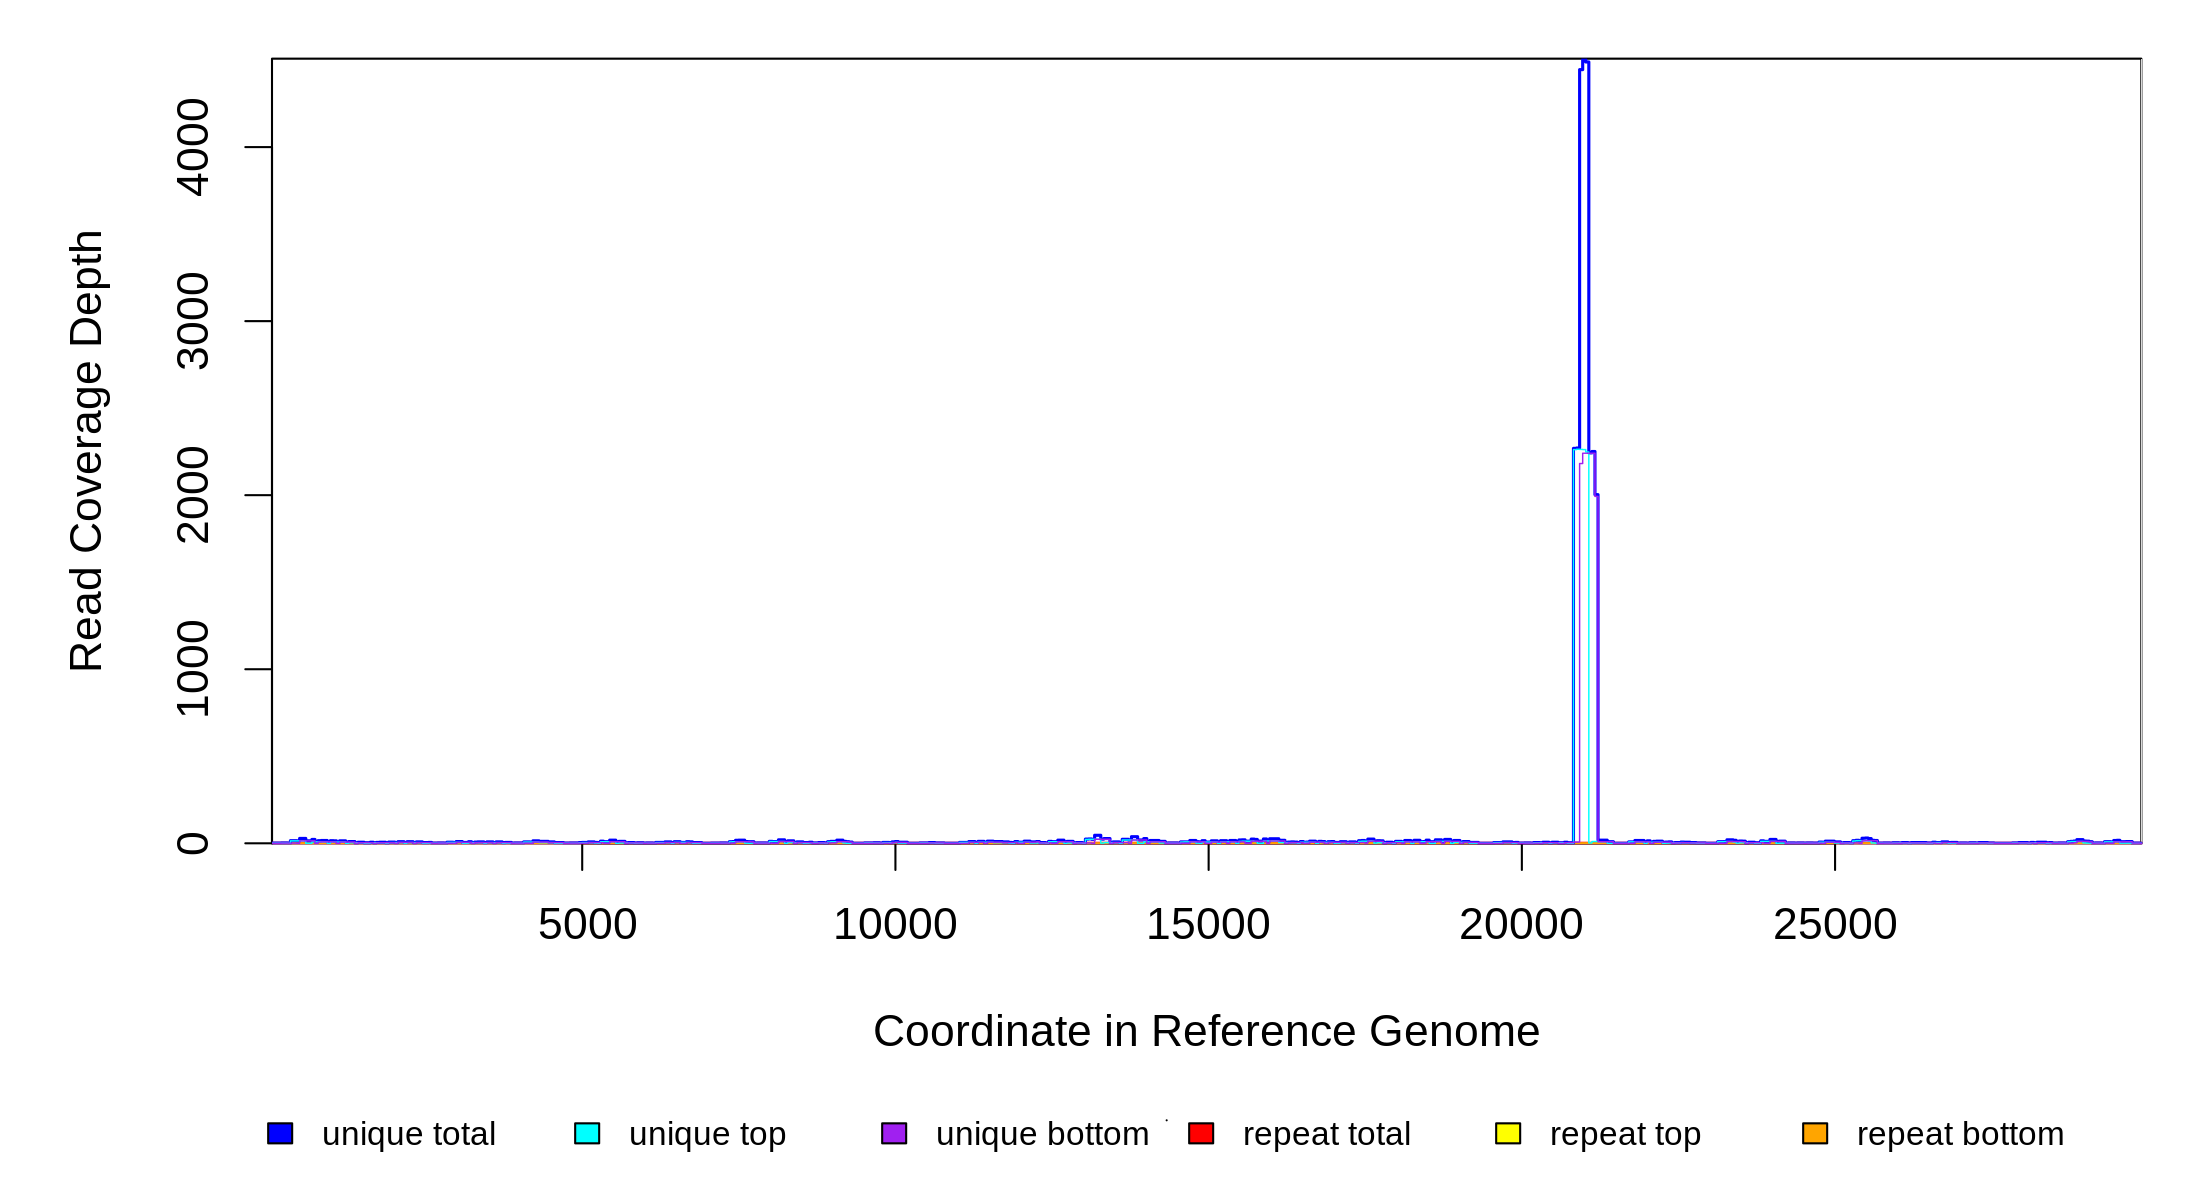 Read Coverage Depth
4000
3000
2000
1000
0
5000 10000 15000 20000 25000
Coordinate in Reference Genome
unique total unique top unique bottom repeat total repeat top repeat bottom